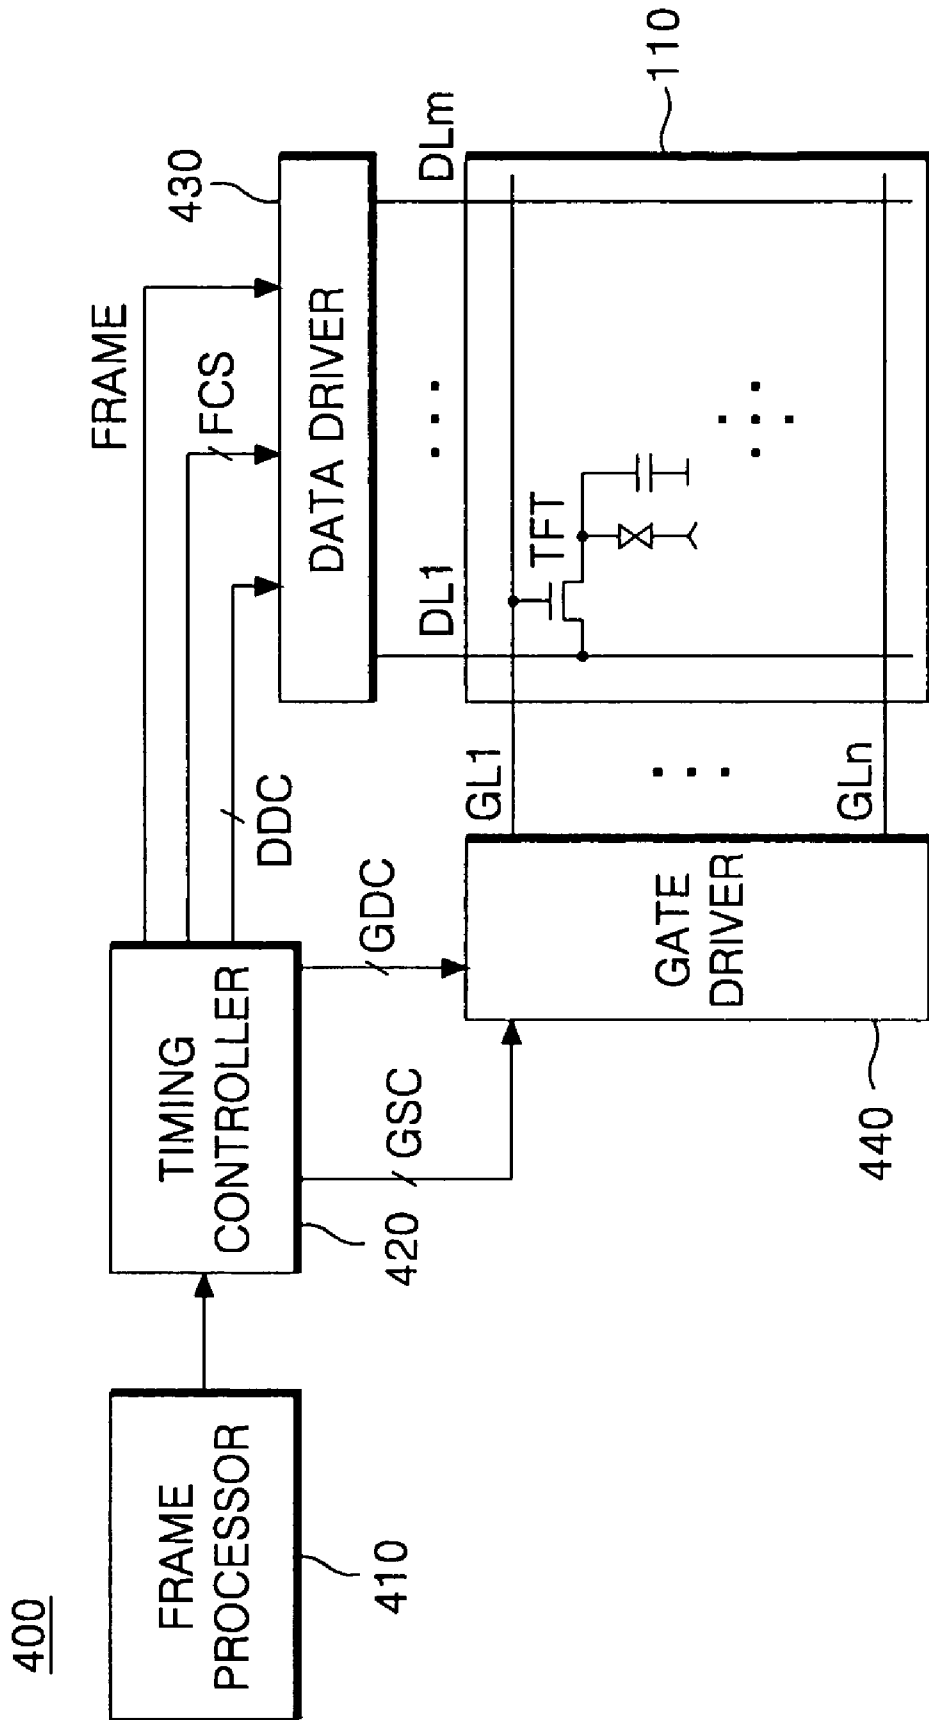 400
FRAME
PROCESSOR
410
TIMING
CONTROLLER
420
FRAME
FCS
DDC
GDC
GSC
DATA DRIVER
430
GATE
DRIVER
440
GL1
GLn
DL1
DLm
TFT
110